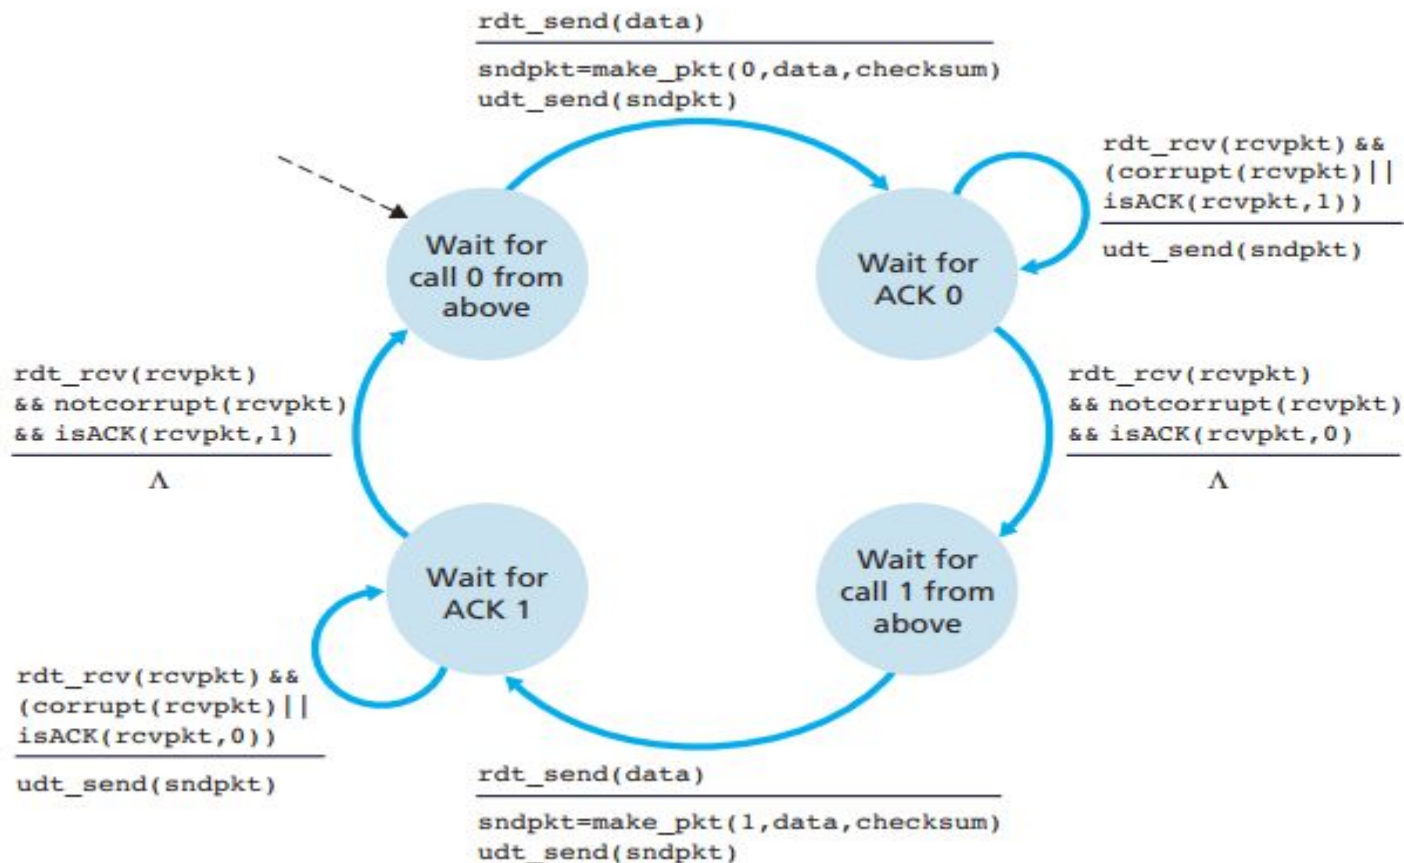 rdt_send(data)
sndpkt=make_pkt(0,data,checksum)
udt_send(sndpkt)
rdt_rcv(rcvpkt) &&
(corrupt(rcvpkt)||
isACK(rcvpkt,1))
udt_send(sndpkt)
Wait for
call 0 from
above
Wait for
ACK 0
rdt_rcv(rcvpkt)
&& notcorrupt(rcvpkt)
&& isACK(rcvpkt,1)
Λ
rdt_rcv(rcvpkt)
&& notcorrupt(rcvpkt)
&& isACK(rcvpkt,0)
Λ
Wait for
ACK 1
Wait for
call 1 from
above
rdt_rcv(rcvpkt) &&
(corrupt(rcvpkt)||
isACK(rcvpkt,0))
udt_send(sndpkt)
rdt_send(data)
sndpkt=make_pkt(1,data,checksum)
udt_send(sndpkt)